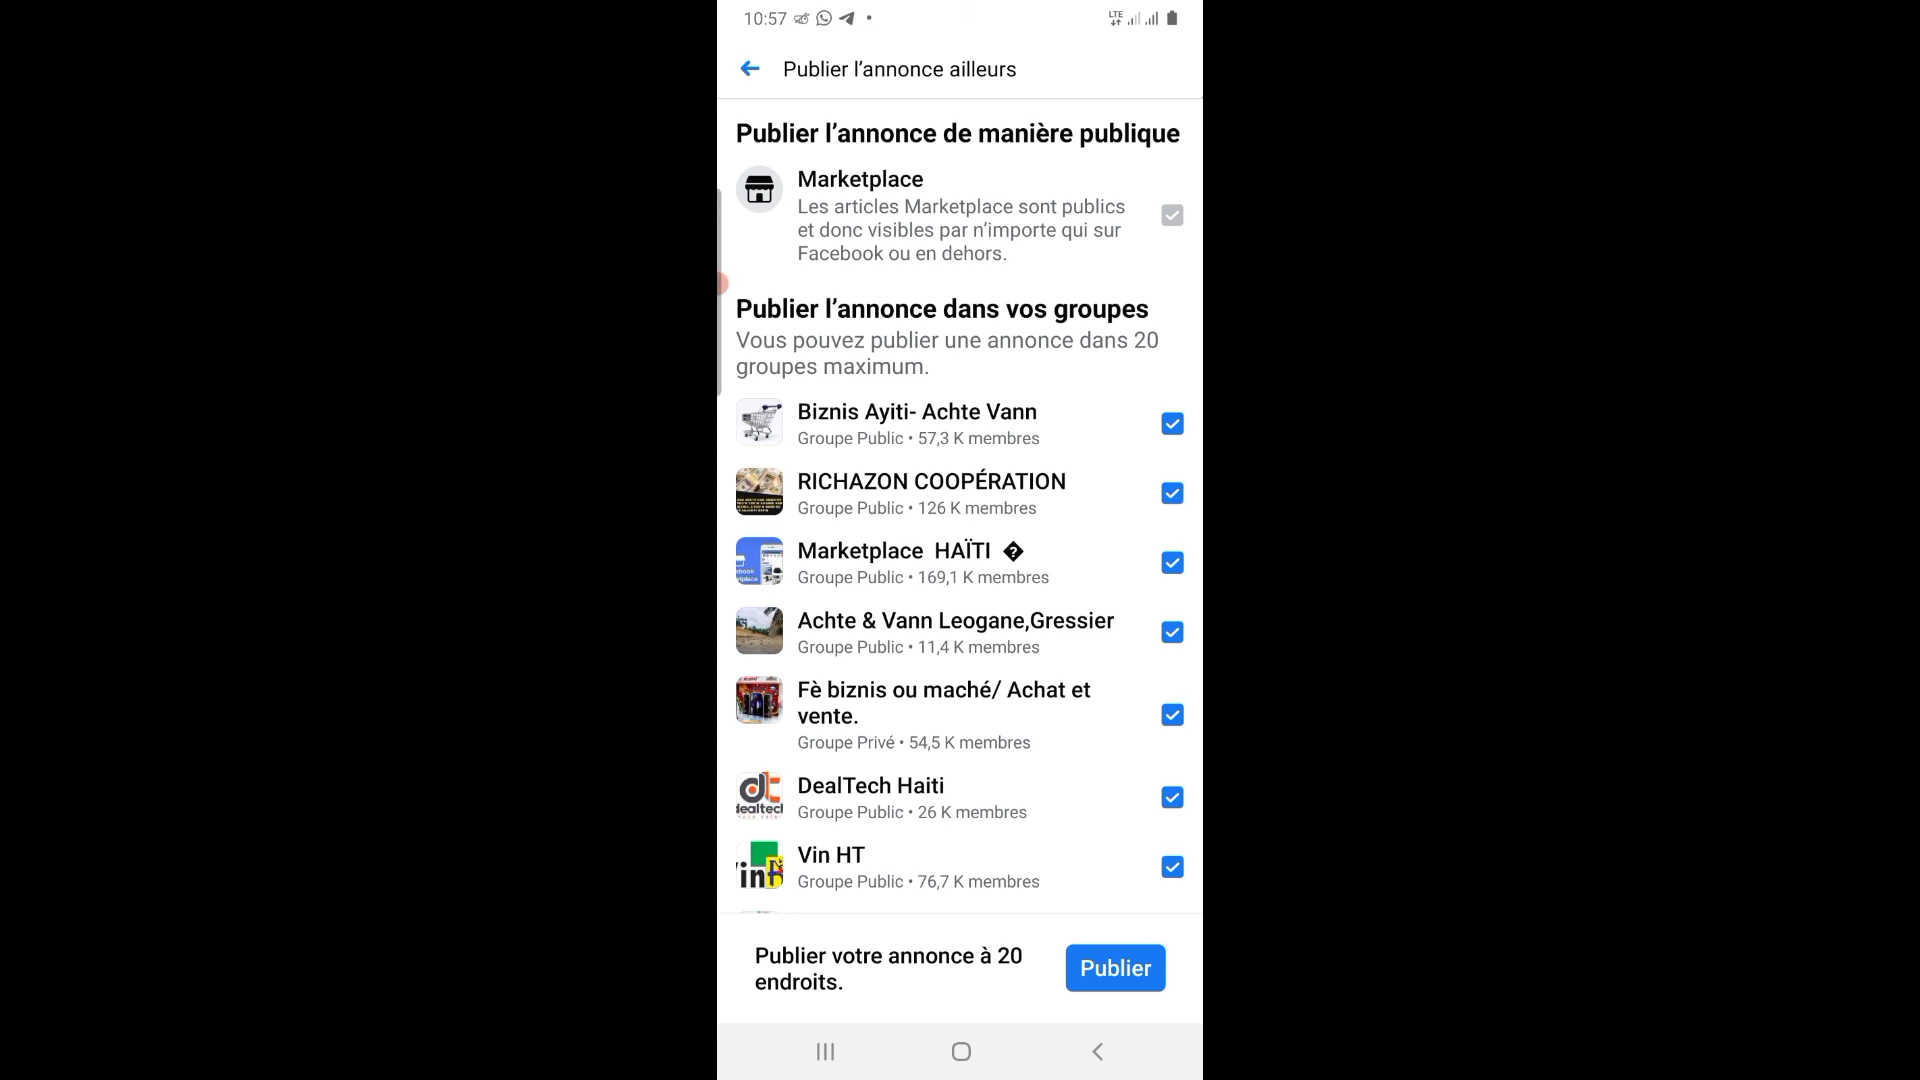 10:57
LTE
Publier l’annonce ailleurs
Publier l’annonce de manière publique
Marketplace
Les articles Marketplace sont publics
et donc visibles par n’importe qui sur
Facebook ou en dehors.
Publier l’annonce dans vos groupes
Vous pouvez publier une annonce dans 20
groupes maximum.
Biznis Ayiti- Achte Vann
Groupe Public • 57,3 K membres
RICHAZON COOPÉRATION
Groupe Public • 126 K membres
Marketplace HAÏTI �
Groupe Public • 169,1 K membres
Achte & Vann Leogane,Gressier
Groupe Public • 11,4 K membres
Fè biznis ou maché/ Achat et
vente.
Groupe Privé • 54,5 K membres
DealTech Haiti
Groupe Public • 26 K membres
Vin HT
Groupe Public • 76,7 K membres
Publier votre annonce à 20
endroits.
Publier